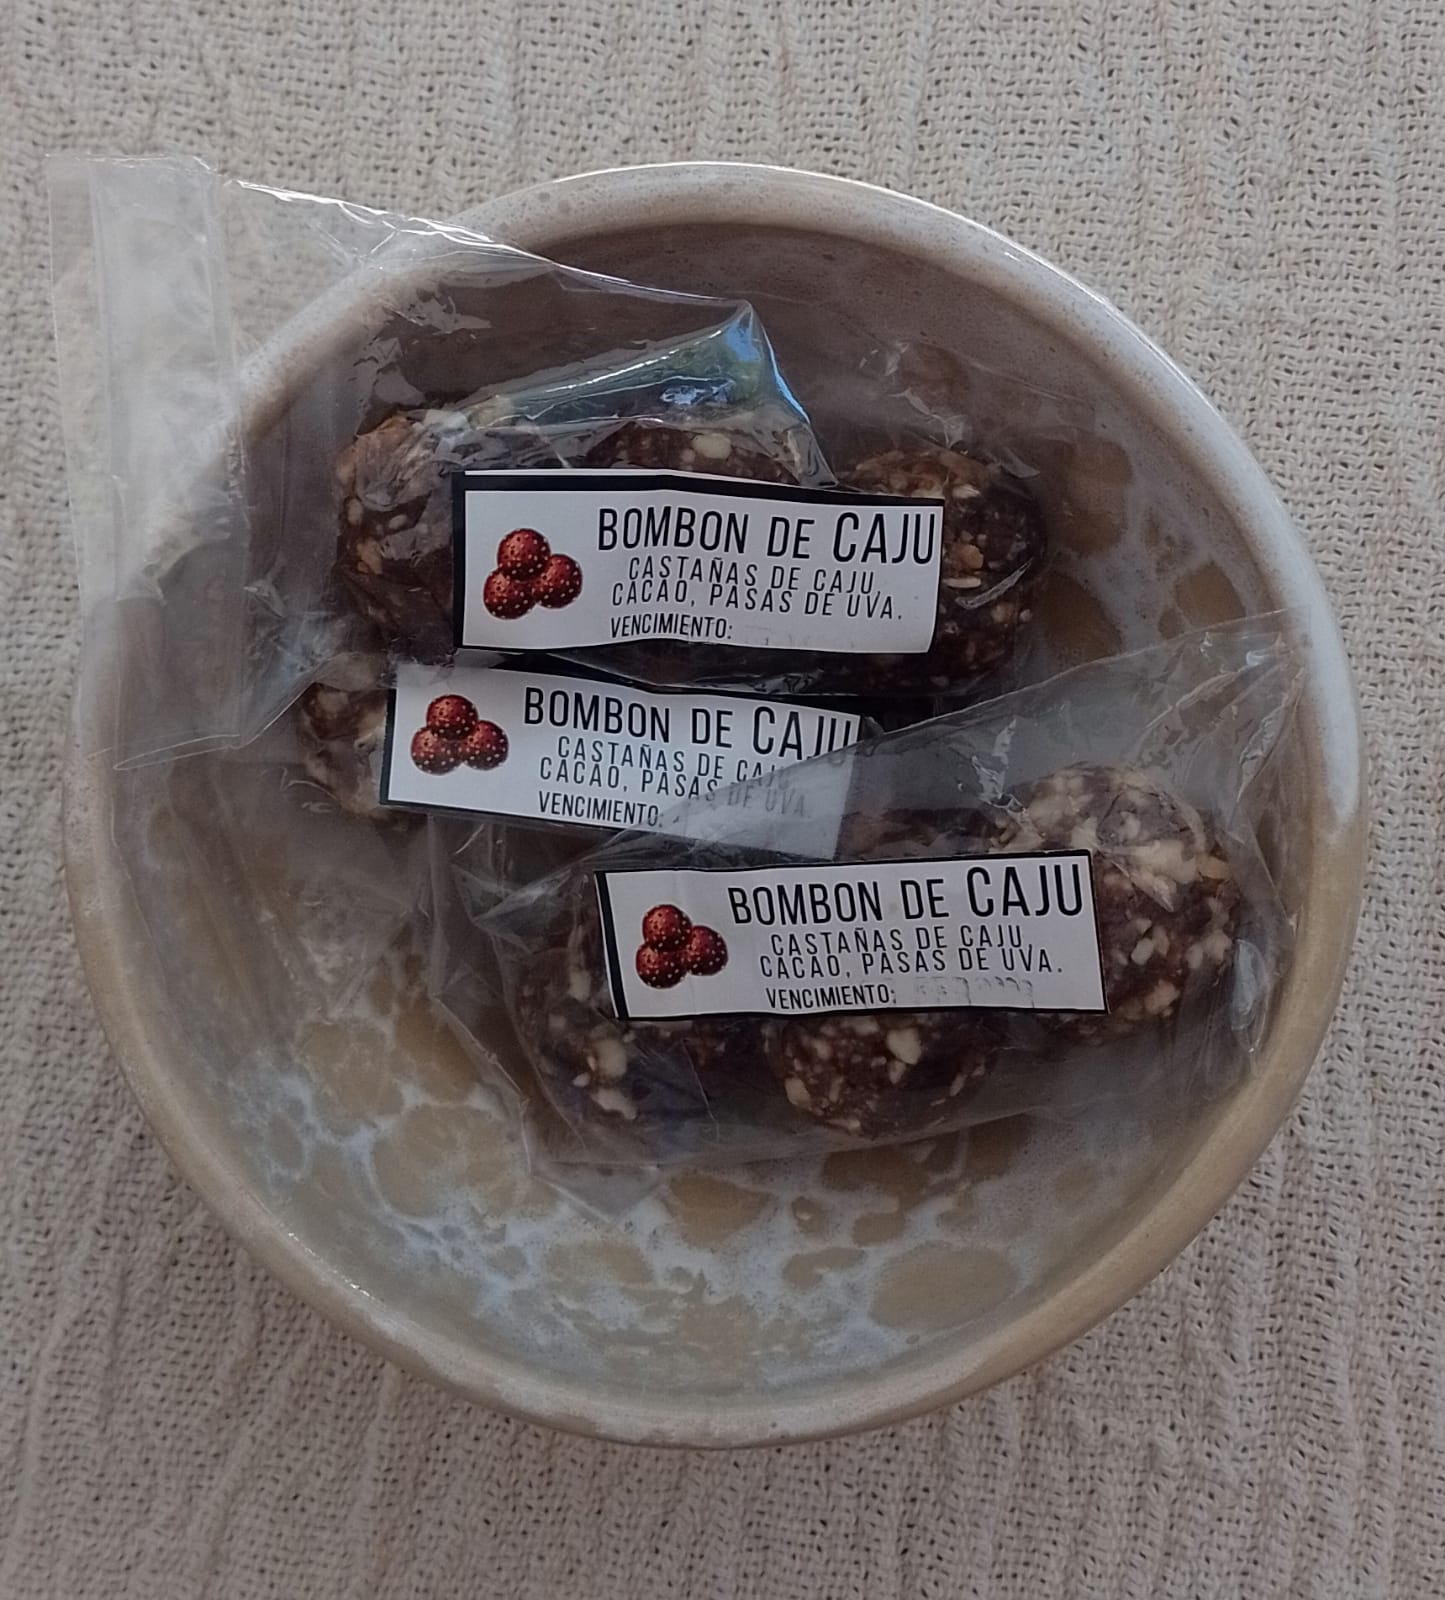 BOMBON DE CAJU
CASTAÑAS DE CAJU,
CACAO, PASAS DE UVA.
VENCIMIENTO:
BOMBON DE CAJU
CASTAÑAS DE CAJU
CACAO, PASAS DE UVA.
VENCIMIENTO:
BOMBON DE CAJU
CASTAÑAS DE CAJU,
CACAO, PASAS DE UVA.
VENCIMIENTO: